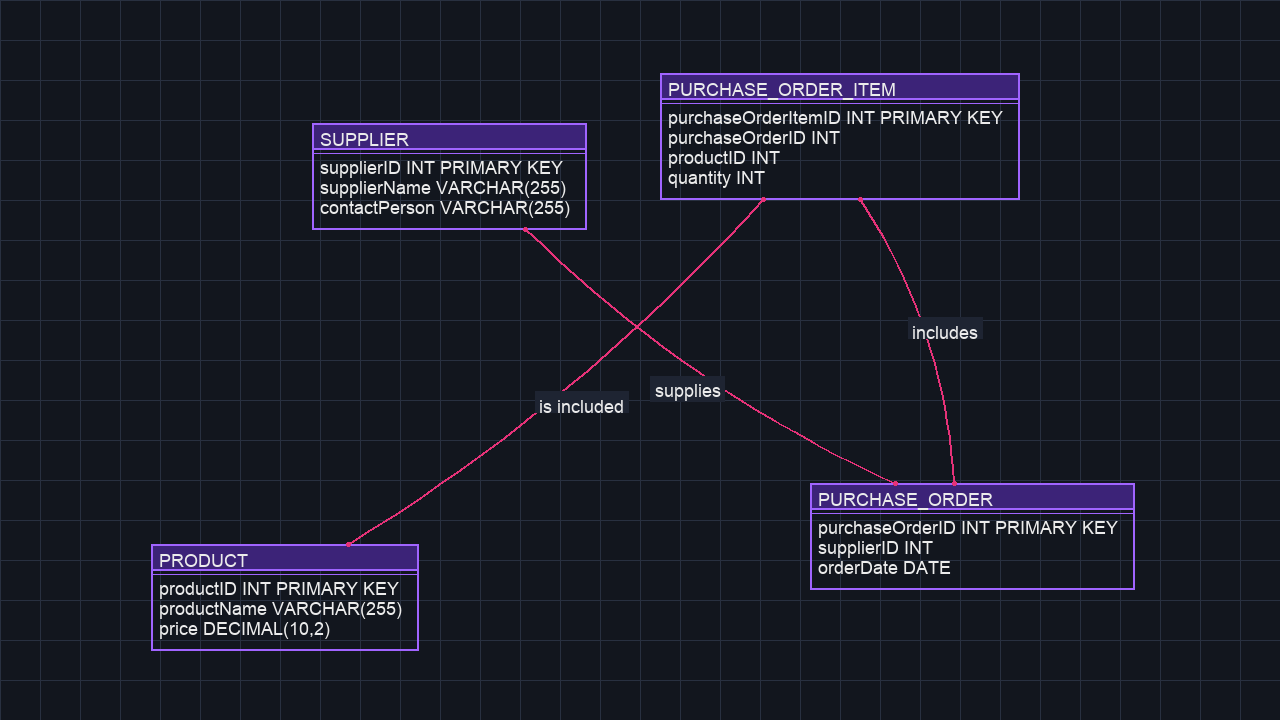 PURCHASE_ORDER_ITEM
purchaseOrderItemID INT PRIMARY KEY
purchaseOrderID INT
productID INT
quantity INT
SUPPLIER
supplierID INT PRIMARY KEY
supplierName VARCHAR(255)
contactPerson VARCHAR(255)
includes
supplies
is included
PURCHASE_ORDER
purchaseOrderID INT PRIMARY KEY
supplierID INT
orderDate DATE
PRODUCT
productID INT PRIMARY KEY
productName VARCHAR(255)
price DECIMAL(10,2)